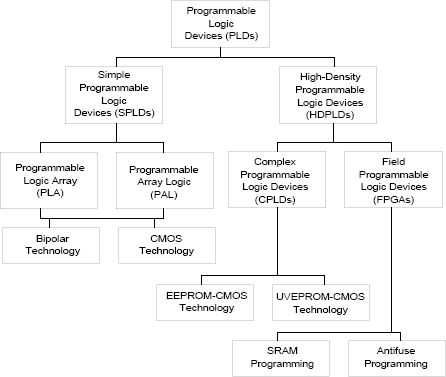 Programmable
Logic
Devices (PLDs)
Simple
Programmable
Logic
Devices (SPLDs)
High-Density
Programmable
Logic Devices
(HDPLDs)
Programmable
Logic Array
(PLA)
Programmable
Array Logic
(PAL)
Complex
Programmable
Logic Devices
(CPLDs)
Field
Programmable
Logic Devices
(FPGAs)
Bipolar
Technology
CMOS
Technology
EEPROM-CMOS
Technology
UVEPROM-CMOS
Technology
SRAM
Programming
Antifuse
Programming